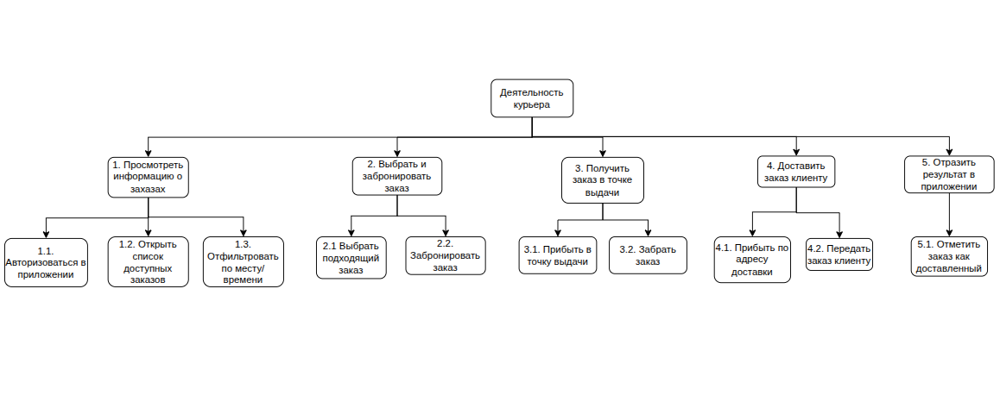 Деятельность
курьера
1. Просмотреть
информацию о
захазах
2. Выбрать и
забронировать
заказ
3. Получить
заказ в точке
выдачи
4. Доставить
заказ клиенту
5. Отразить
результат в
приложении
1.1.
Авторизоваться в
приложении
1.2. Открыть
список
доступных
заказов
1.3.
Отфильтровать
по месту/
времени
2.1 Выбрать
подходящий
заказ
2.2.
Забронировать
заказ
3.1. Прибыть в
точку выдачи
3.2. Забрать
заказ
4.1. Прибыть по
адресу
доставки
4.2. Передать
заказ клиенту
5.1. Отметить
заказ как
доставленный